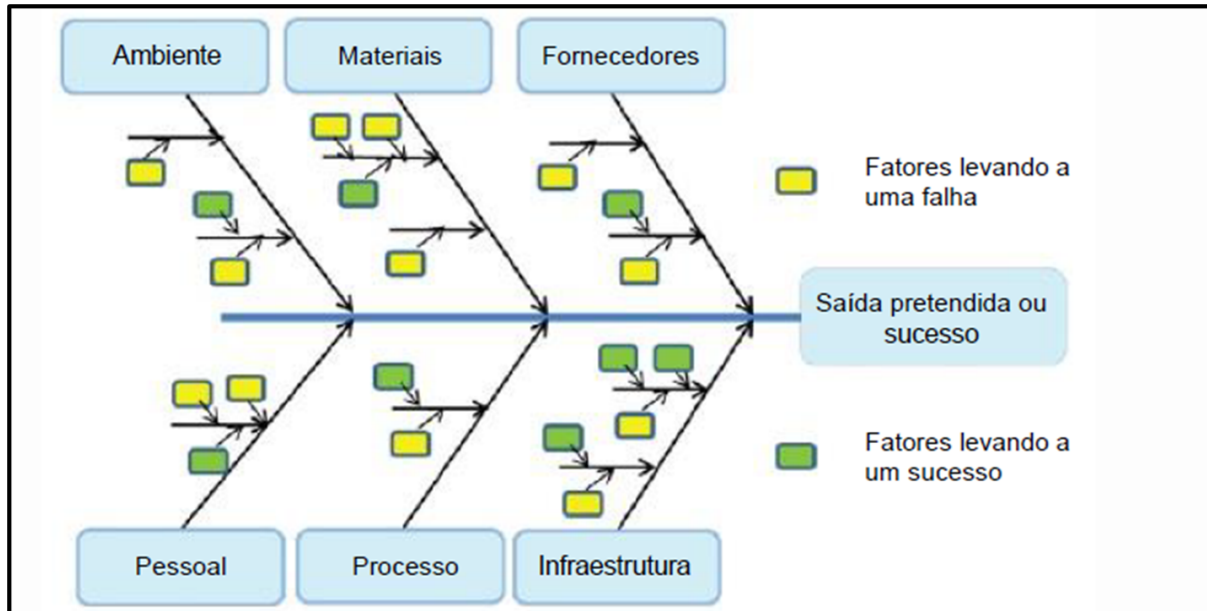 Ambiente
Materiais
Fornecedores
Fatores levando a
uma falha
Saída pretendida ou
sucesso
Fatores levando a
um sucesso
Pessoal
Processo
Infraestrutura